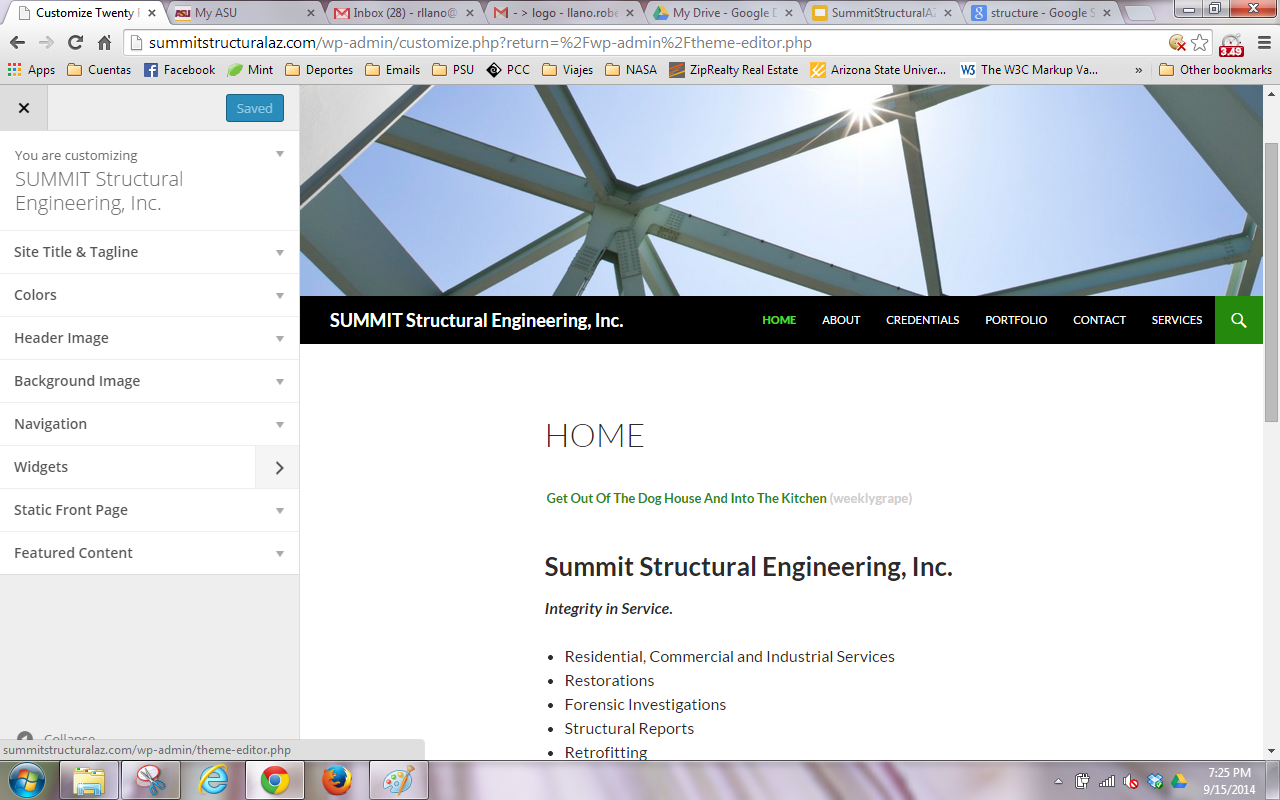 Customize Twenty
My ASU
Inbox (28) - rllano@
- > logo - llano.robe
My Drive - Google D
SummitStructuralAZ
structure - Google S
summitstructuralaz.com/wp-admin/customize.php?return=%2Fwp-admin%2Ftheme-editor.php
3.49
Apps
Cuentas
Facebook
Mint
Deportes
Emails
PSU
PCC
Viajes
NASA
ZipRealty Real Estate
Arizona State Univer...
W3 The W3C Markup Va...
»
Other bookmarks
Saved
You are customizing
SUMMIT Structural
Engineering, Inc.
Site Title & Tagline
Colors
Header Image
Background Image
Navigation
Widgets
Static Front Page
Featured Content
Collapse
summitstructuralaz.com/wp-admin/theme-editor.php
SUMMIT Structural Engineering, Inc.
HOME
ABOUT
CREDENTIALS
PORTFOLIO
CONTACT
SERVICES
HOME
Get Out Of The Dog House And Into The Kitchen (weeklygrape)
Summit Structural Engineering, Inc.
Integrity in Service.
• Residential, Commercial and Industrial Services
• Restorations
• Forensic Investigations
• Structural Reports
• Retrofitting
7:25 PM
9/15/2014